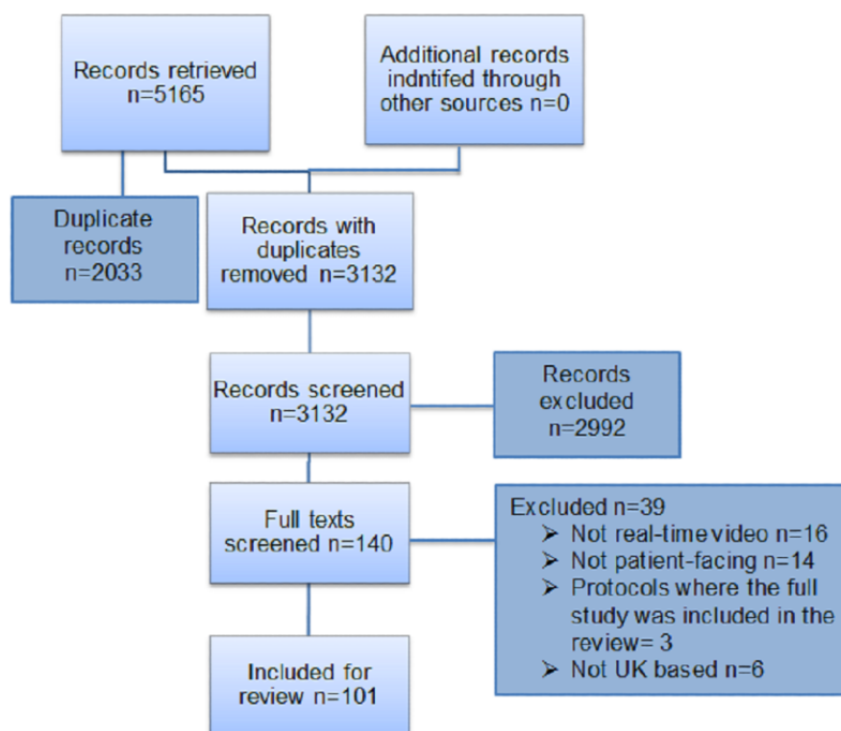 Records retrieved
n=5165
Additional records
indntifed through
other sources n=0
Duplicate
records
n=2033
Records with
duplicates
removed n=3132
Records screened
n=3132
Records
excluded
n=2992
Full texts
screened n=140
Excluded n=39
➢ Not real-time video n=16
➢ Not patient-facing n=14
➢ Protocols where the full
study was included in the
review= 3
➢ Not UK based n=6
Included for
review n=101